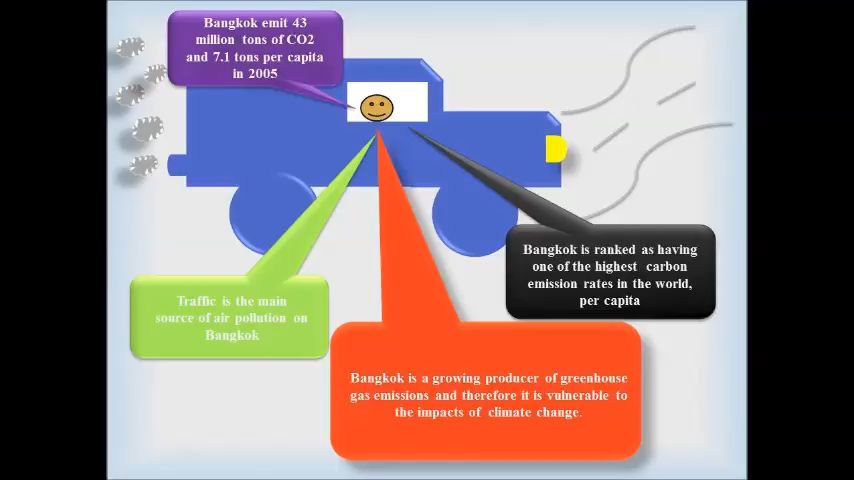 Bangkok emit 43
million tons of CO2
and 7.1 tons per capita
in 2005
Bangkok is ranked as having
one of the highest carbon
emission rates in the world,
per capita
Traffic is the main
source of air pollution on
Bangkok
Bangkok is a growing producer of greenhouse
gas emissions and therefore it is vulnerable to
the impacts of climate change.